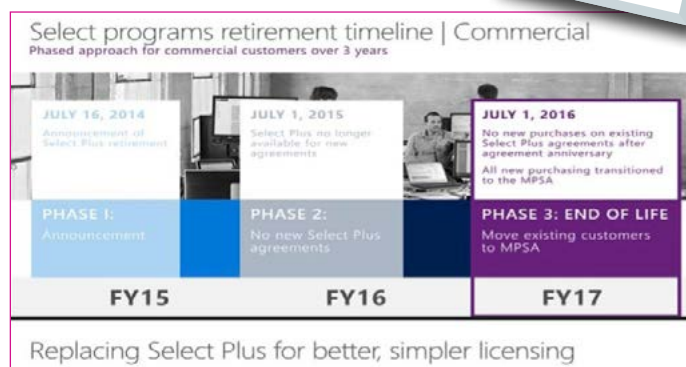 Select programs retirement timeline | Commercial
Phased approach for commercial customers over 3 years
JULY 16, 2014
Announcement of
Select Plus retirement
JULY 1, 2015
Select Plus no longer
available for new
agreements
JULY 1, 2016
No new purchases on existing
Select Plus agreements after
agreement anniversary
All new purchasing transitioned
to the MPSA
PHASE I:
Announcement
PHASE 2:
No new Select Plus
agreements
PHASE 3: END OF LIFE
Move existing customers
to MPSA
FY15
FY16
FY17
Replacing Select Plus for better, simpler licensing